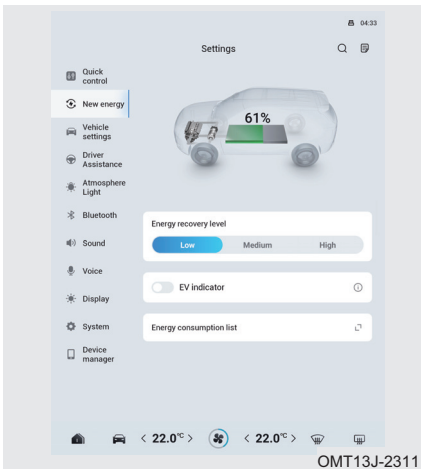 04:33
Settings
Quick
control
New energy
Vehicle
settings
Driver
Assistance
Atmosphere
Light
Bluetooth
Sound
Voice
Display
System
Device
manager
61%
Energy recovery level
Low Medium High
EV indicator
Energy consumption list
< 22.0℃ > < 22.0℃ >
OMT13J-2311